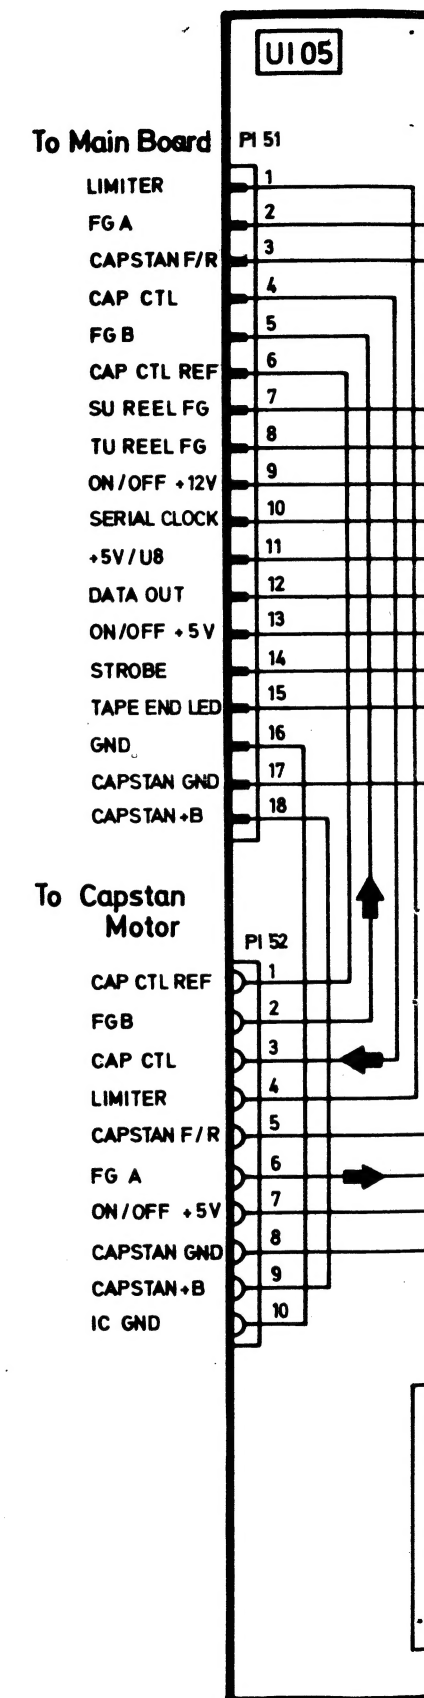 U105
To Main Board P151
LIMITER 1
FG A 2
CAPSTAN F/R 3
CAP CTL 4
FG B 5
CAP CTL REF 6
SU REEL FG 7
TU REEL FG 8
ON/OFF +12V 9
SERIAL CLOCK 10
+5V/U8 11
DATA OUT 12
ON/OFF +5V 13
STROBE 14
TAPE END LED 15
GND 16
CAPSTAN GND 17
CAPSTAN+B 18
To Capstan
Motor
P152
CAP CTL REF 1
FGB 2
CAP CTL 3
LIMITER 4
CAPSTAN F/R 5
FG A 6
ON/OFF +5V 7
CAPSTAN GND 8
CAPSTAN+B 9
IC GND 10